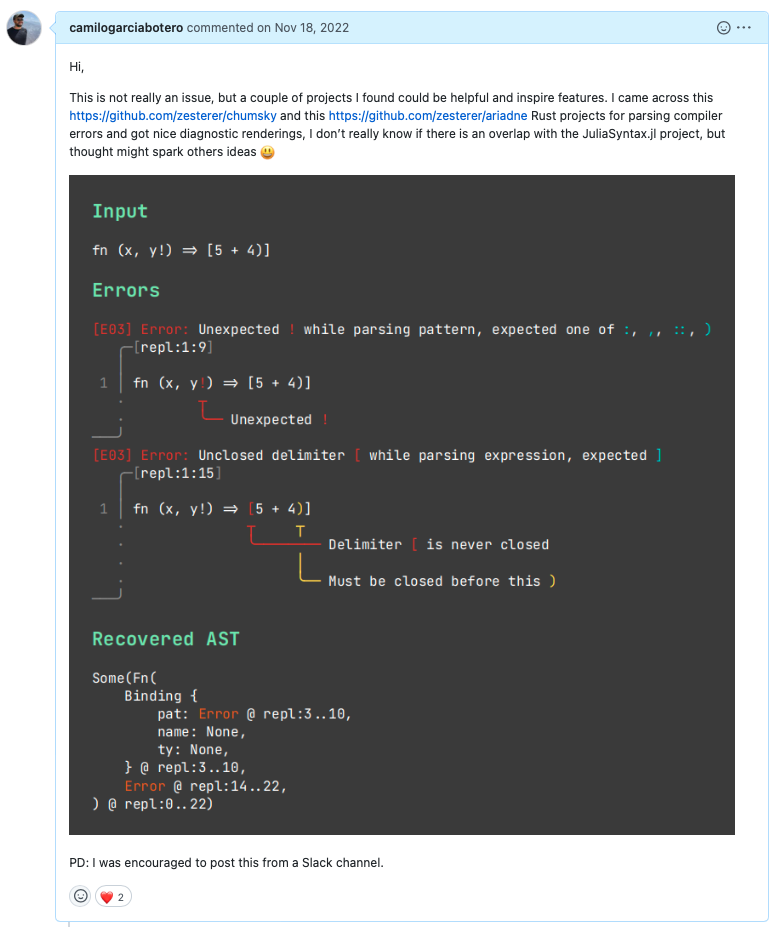 camilogarciabotero commented on Nov 18, 2022
Hi,
This is not really an issue, but a couple of projects I found could be helpful and inspire features. I came across this
https://github.com/zesterer/chumsky and this https://github.com/zesterer/ariadne Rust projects for parsing compiler
errors and got nice diagnostic renderings, I don't really know if there is an overlap with the JuliaSyntax.jl project, but
thought might spark others ideas 😃
Input
fn (x, y!) ⇒ [5 + 4)]
Errors
[E03] Error: Unexpected ! while parsing pattern, expected one of :, ,, ::, )
[repl:1:9]
1 fn (x, y!) ⇒ [5 + 4)]
Unexpected !
[E03] Error: Unclosed delimiter [ while parsing expression, expected ]
[repl:1:15]
1 fn (x, y!) ⇒ [5 + 4)]
Delimiter [ is never closed
Must be closed before this )
Recovered AST
Some(Fn(
    Binding {
        pat: Error @ repl:3..10,
        name: None,
        ty: None,
    } @ repl:3..10,
    Error @ repl:14..22,
) @ repl:0..22)
PD: I was encouraged to post this from a Slack channel.
❤️ 2